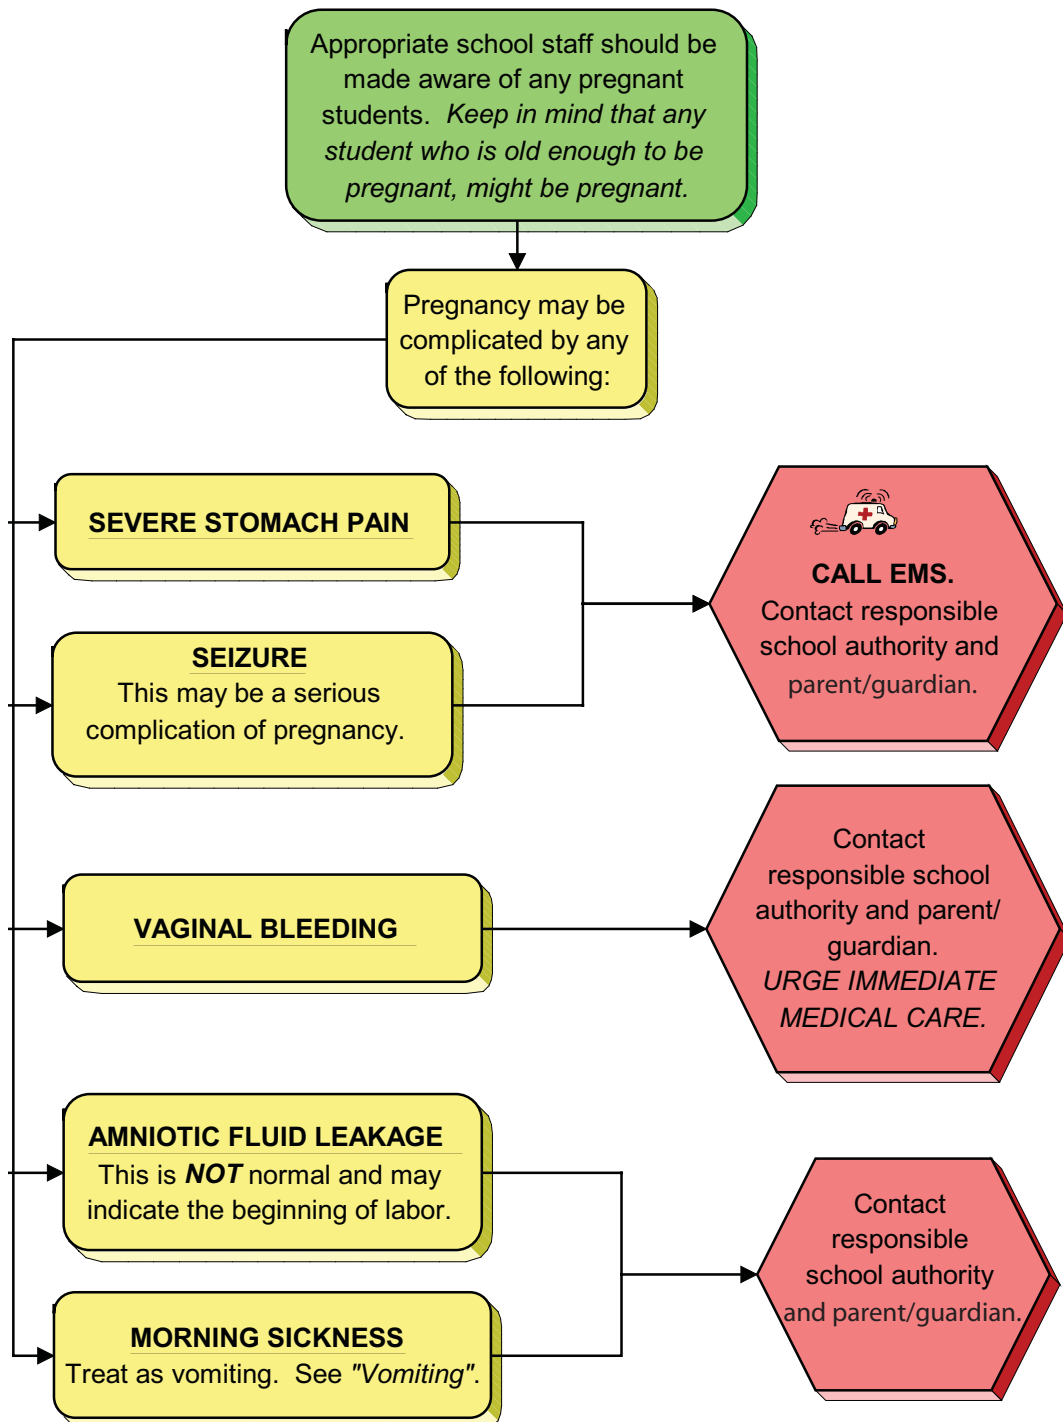 Appropriate school staff should be
made aware of any pregnant
students.  Keep in mind that any
student who is old enough to be
pregnant, might be pregnant.
Pregnancy may be
complicated by any
of the following:
SEVERE STOMACH PAIN
SEIZURE
This may be a serious
complication of pregnancy.
CALL EMS.
Contact responsible
school authority and
parent/guardian.
VAGINAL BLEEDING
Contact
responsible school
authority and parent/
guardian.
URGE IMMEDIATE
MEDICAL CARE.
AMNIOTIC FLUID LEAKAGE
This is NOT normal and may
indicate the beginning of labor.
MORNING SICKNESS
Treat as vomiting.  See "Vomiting".
Contact
responsible
school authority
and parent/guardian.